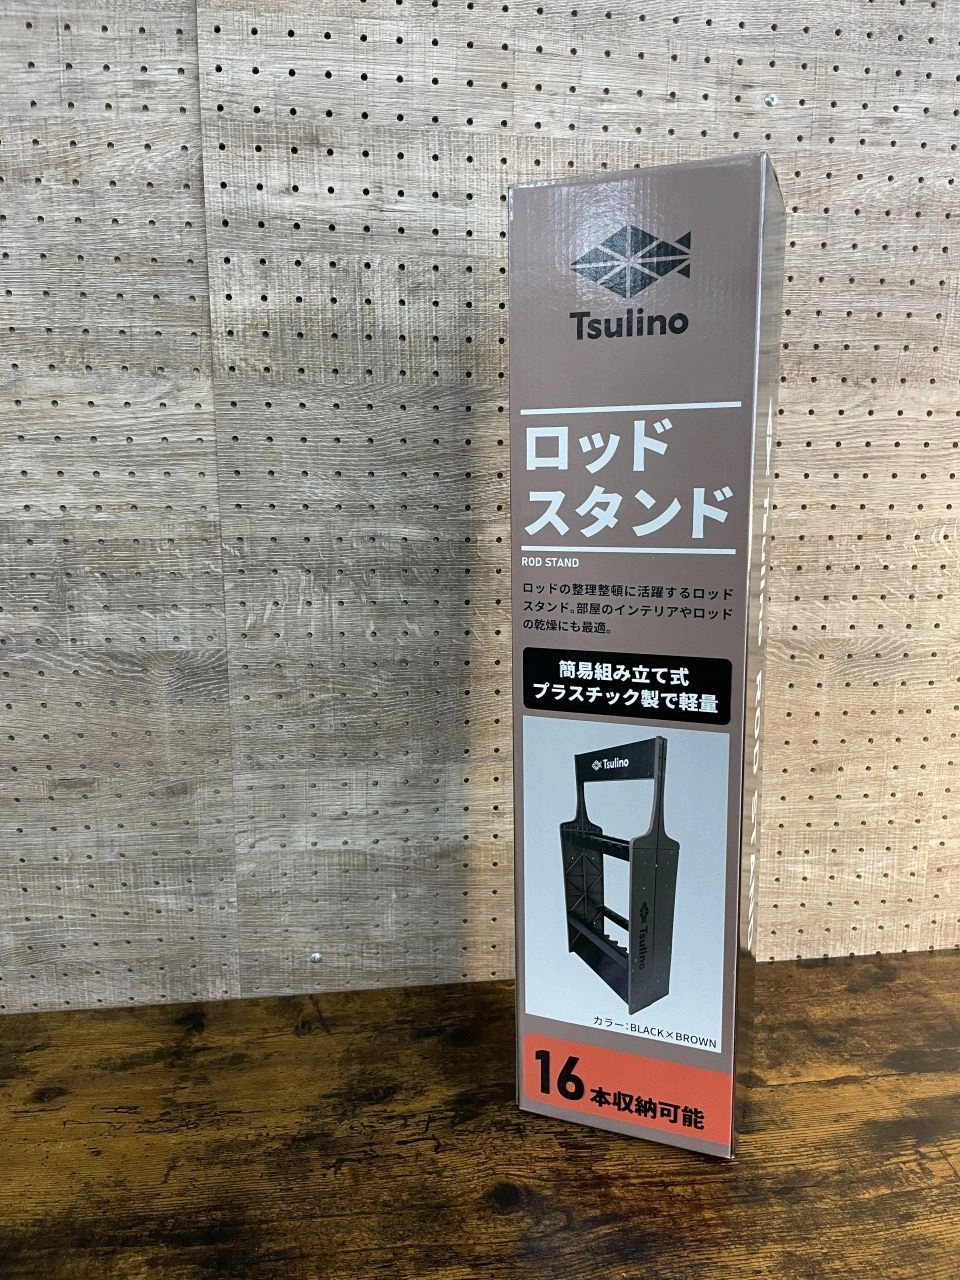 Tsulino
ロッド
スタンド
ROD STAND
ロッドの整理整頓に活躍するロッド
スタンド。部屋のインテリアやロッド
の乾燥にも最適。
簡易組み立て式
プラスチック製で軽量
Tsulino
Tsulino
カラー:BLACK×BROWN
16本収納可能